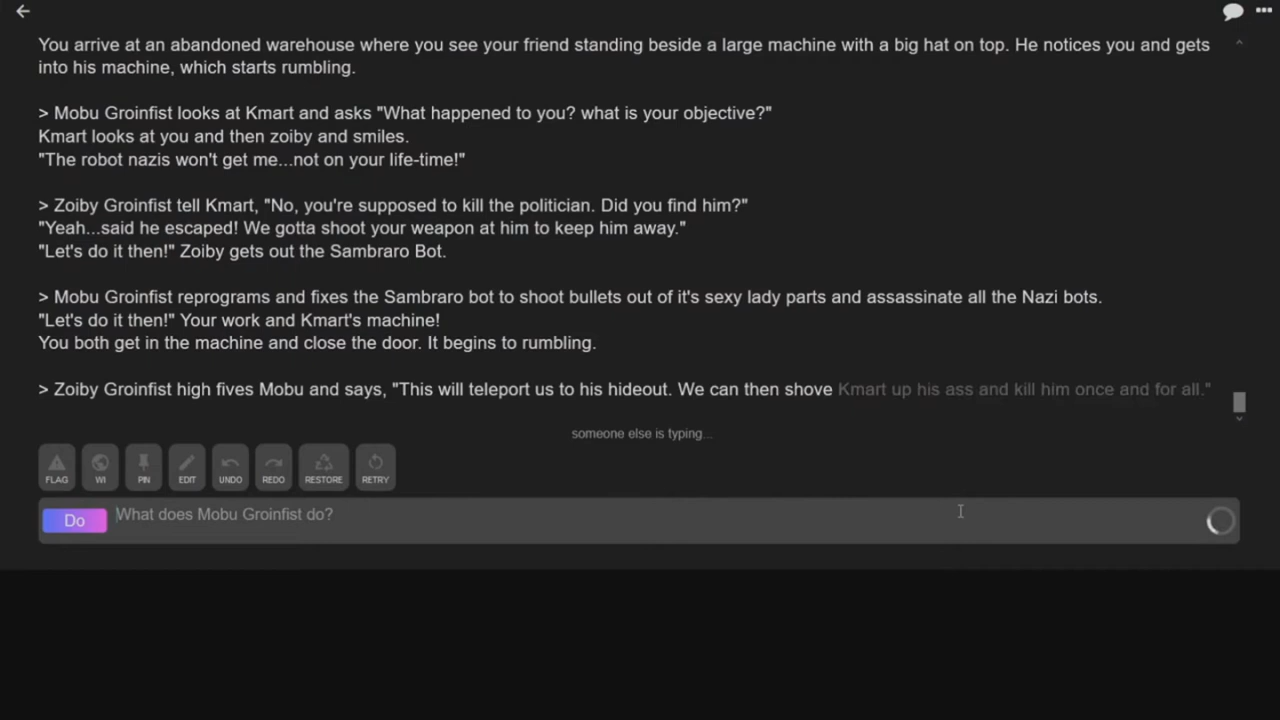 You arrive at an abandoned warehouse where you see your friend standing beside a large machine with a big hat on top. He notices you and gets
into his machine, which starts rumbling.
> Mobu Groinfist looks at Kmart and asks "What happened to you? what is your objective?"
Kmart looks at you and then zoiby and smiles.
"The robot nazis won't get me...not on your life-time!"
> Zoiby Groinfist tell Kmart, "No, you're supposed to kill the politician. Did you find him?"
"Yeah...said he escaped! We gotta shoot your weapon at him to keep him away."
"Let's do it then!" Zoiby gets out the Sambraro Bot.
> Mobu Groinfist reprograms and fixes the Sambraro bot to shoot bullets out of it's sexy lady parts and assassinate all the Nazi bots.
"Let's do it then!" Your work and Kmart's machine!
You both get in the machine and close the door. It begins to rumbling.
> Zoiby Groinfist high fives Mobu and says, "This will teleport us to his hideout. We can then shove Kmart up his ass and kill him once and for all."
someone else is typing...
FLAG WI PIN EDIT UNDO REDO RESTORE RETRY
Do What does Mobu Groinfist do?